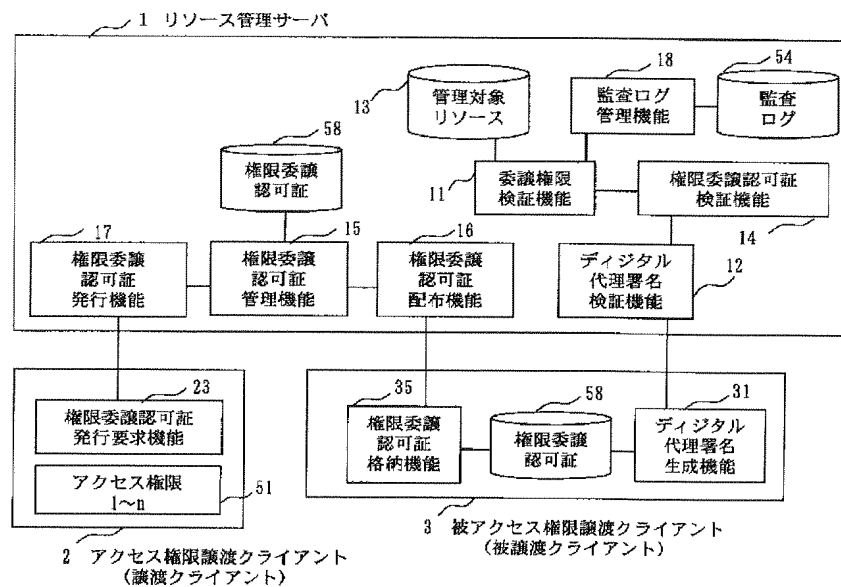 1 リソース管理サーバ
13
管理対象
リソース
18
監査ログ
管理機能
54
監査
ログ
58
権限委譲
認可証
11
委譲権限
検証機能
権限委譲認可証
検証機能
14
17
権限委譲
認可証
発行機能
15
権限委譲
認可証
管理機能
16
権限委譲
認可証
配布機能
ディジタル
代理署名
検証機能
12
23
権限委譲認可証
発行要求機能
アクセス権限
1~n
51
2 アクセス権限譲渡クライアント
(譲渡クライアント)
35
権限委譲
認可証
格納機能
58
権限委譲
認可証
31
ディジタル
代理署名
生成機能
3 被アクセス権限譲渡クライアント
(被譲渡クライアント)